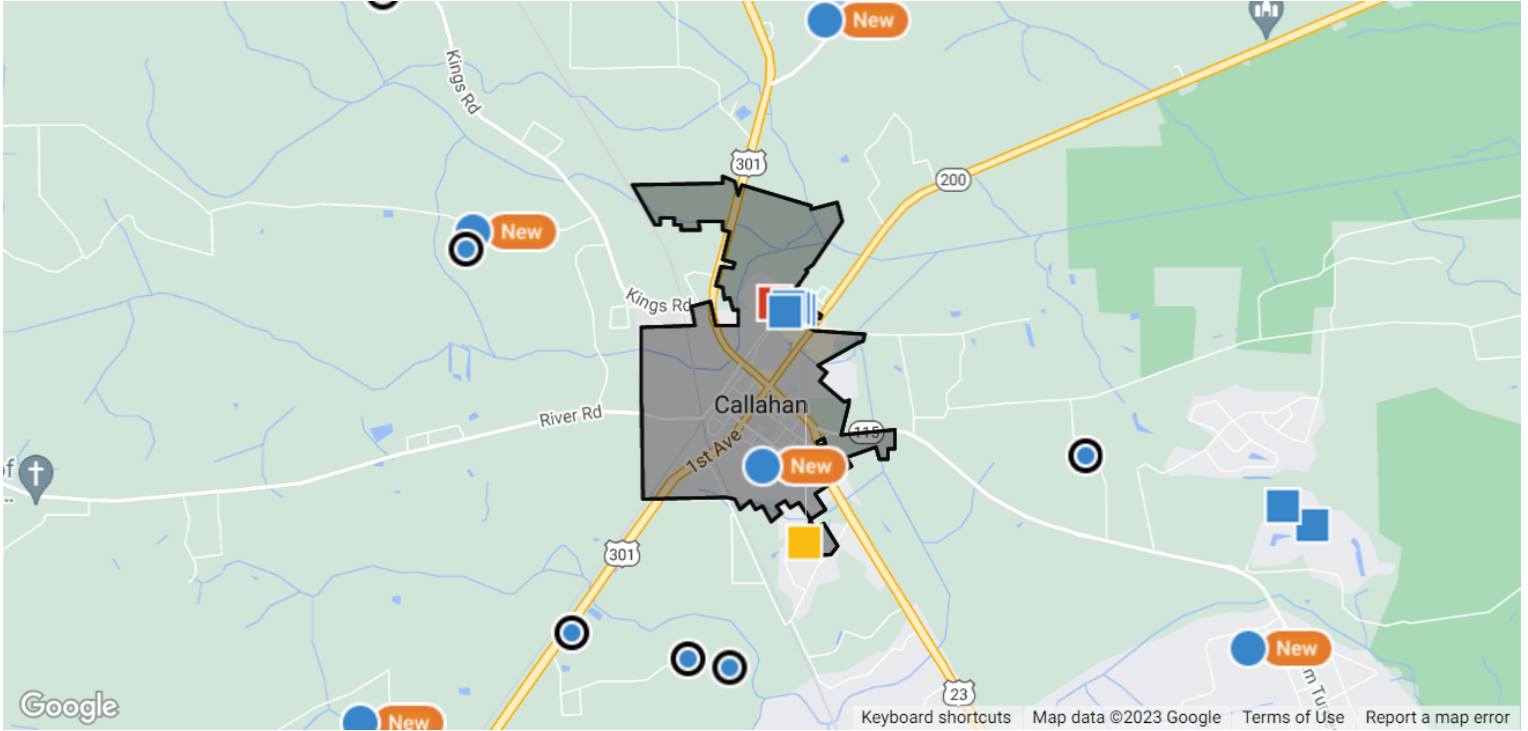 New
Kings Rd
301
200
New
Kings Rd
River Rd
Callahan
115
1st Ave
New
of
301
New
23
New
Google
Keyboard shortcuts
Map data ©2023 Google
Terms of Use
Report a map error